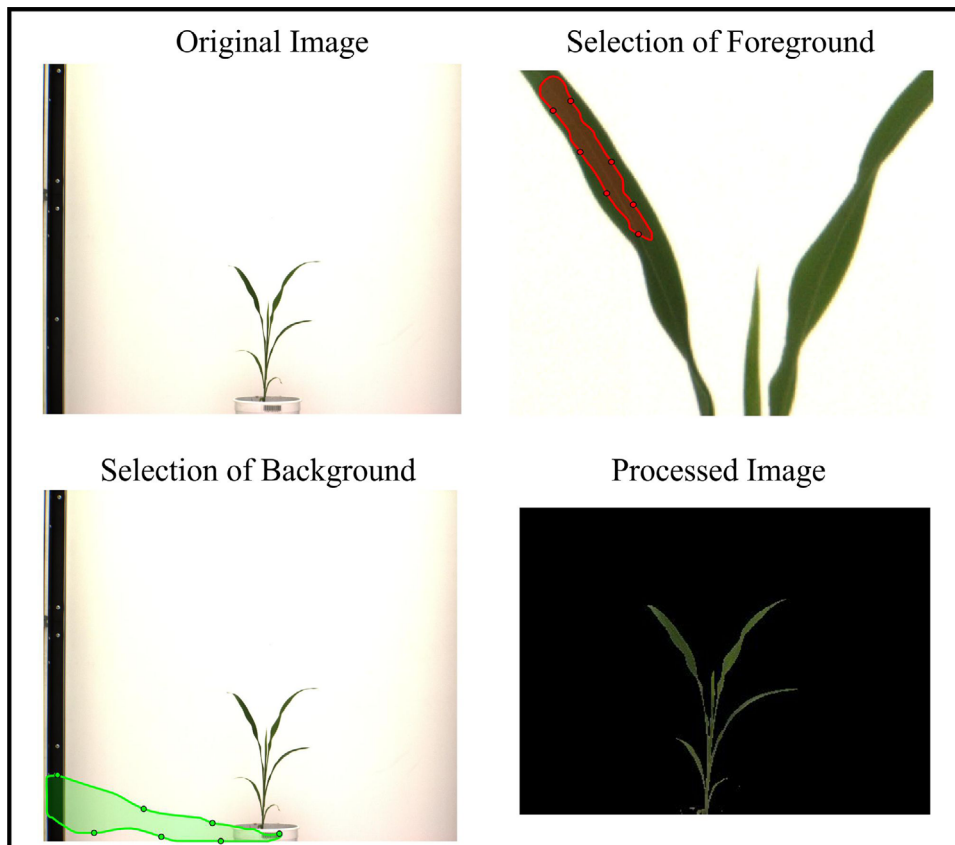 Original Image
Selection of Foreground
Selection of Background
Processed Image